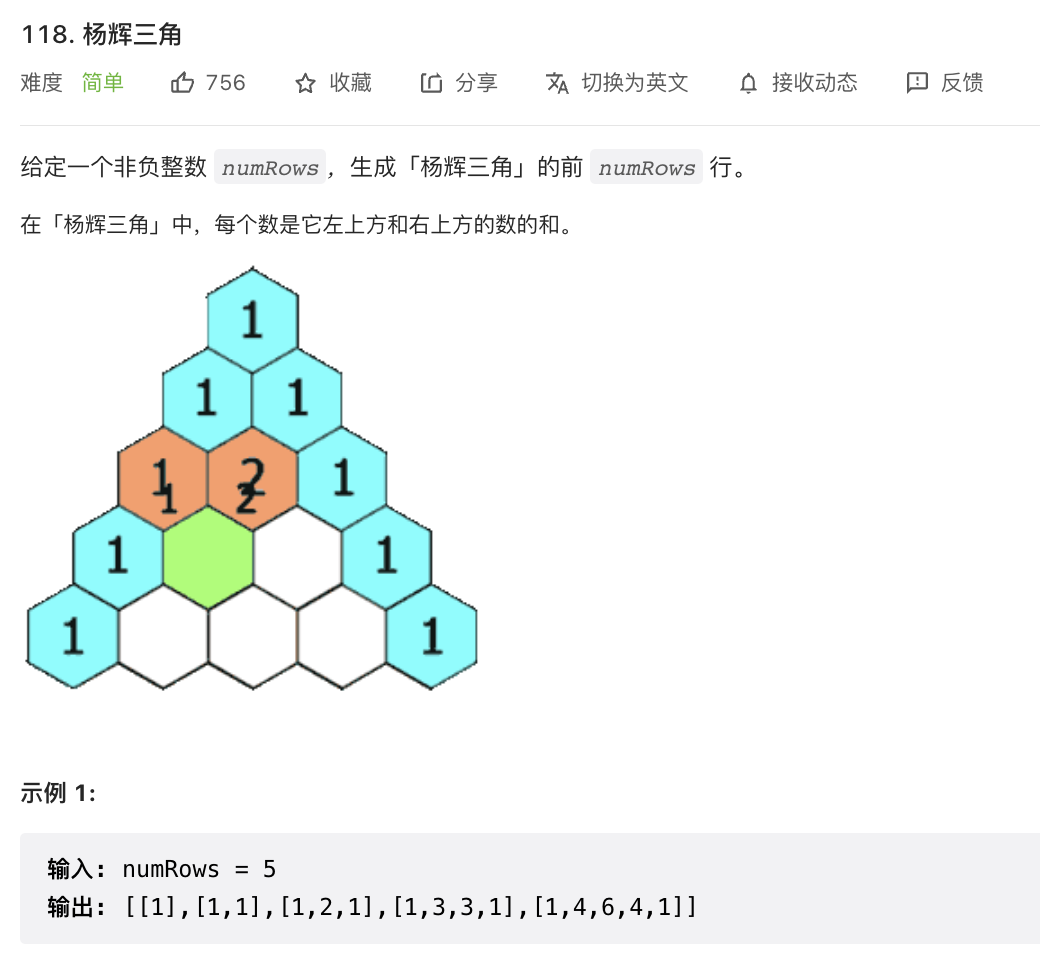 118. 杨辉三角
难度 简单 756 收藏 分享 切换为英文 接收动态 反馈
给定一个非负整数 numRows，生成「杨辉三角」的前 numRows 行。
在「杨辉三角」中，每个数是它左上方和右上方的数的和。
1
1 1
1 2 1
1 2
1 1
1 1
示例 1:
输入: numRows = 5
输出: [[1],[1,1],[1,2,1],[1,3,3,1],[1,4,6,4,1]]